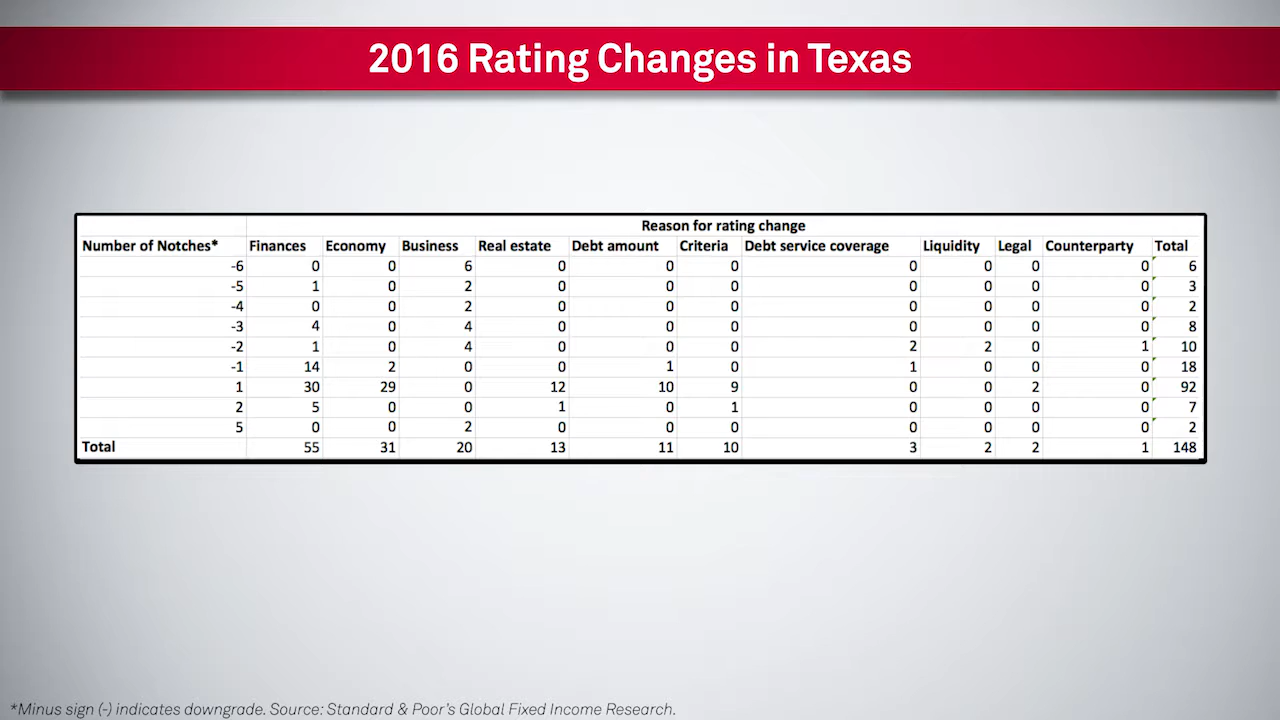 2016 Rating Changes in Texas
Reason for rating change
Number of Notches* Finances Economy Business Real estate Debt amount Criteria Debt service coverage Liquidity Legal Counterparty Total
-6 0 0 6 0 0 0 0 0 0 0 6
-5 1 0 2 0 0 0 0 0 0 0 3
-4 0 0 2 0 0 0 0 0 0 0 2
-3 4 0 4 0 0 0 0 0 0 0 8
-2 1 0 4 0 0 0 2 2 0 1 10
-1 14 2 0 0 1 0 1 0 0 0 18
1 30 29 0 12 10 9 0 0 2 0 92
2 5 0 0 1 0 1 0 0 0 0 7
5 0 0 2 0 0 0 0 0 0 0 2
Total 55 31 20 13 11 10 3 2 2 1 148
*Minus sign (-) indicates downgrade. Source: Standard & Poor's Global Fixed Income Research.